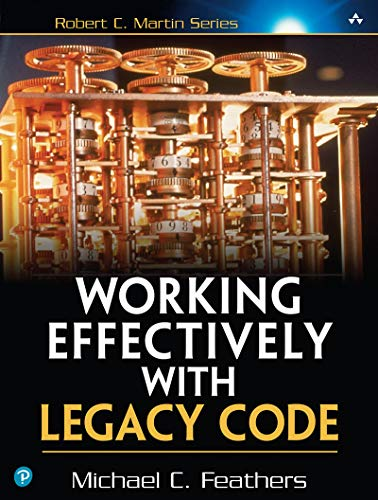 Robert C. Martin Series
WORKING
EFFECTIVELY
WITH
LEGACY CODE
Michael C. Feathers